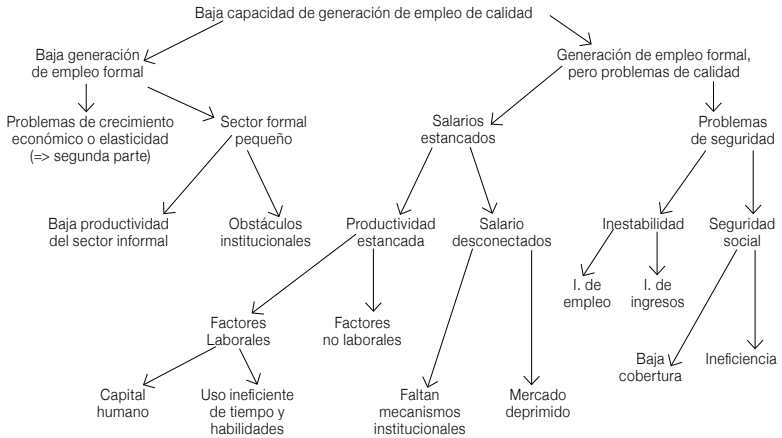 Baja capacidad de generación de empleo de calidad
Baja generación
de empleo formal
Generación de empleo formal,
pero problemas de calidad
Problemas de crecimiento
económico o elasticidad
(=> segunda parte)
Sector formal
pequeño
Salarios
estancados
Problemas
de seguridad
Baja productividad
del sector informal
Obstáculos
institucionales
Productividad
estancada
Salario
desconectados
Inestabilidad
Seguridad
social
I. de
empleo
I. de
ingresos
Factores
Laborales
Factores
no laborales
Baja
cobertura
Ineficiencia
Capital
humano
Uso ineficiente
de tiempo y
habilidades
Faltan
mecanismos
institucionales
Mercado
deprimido